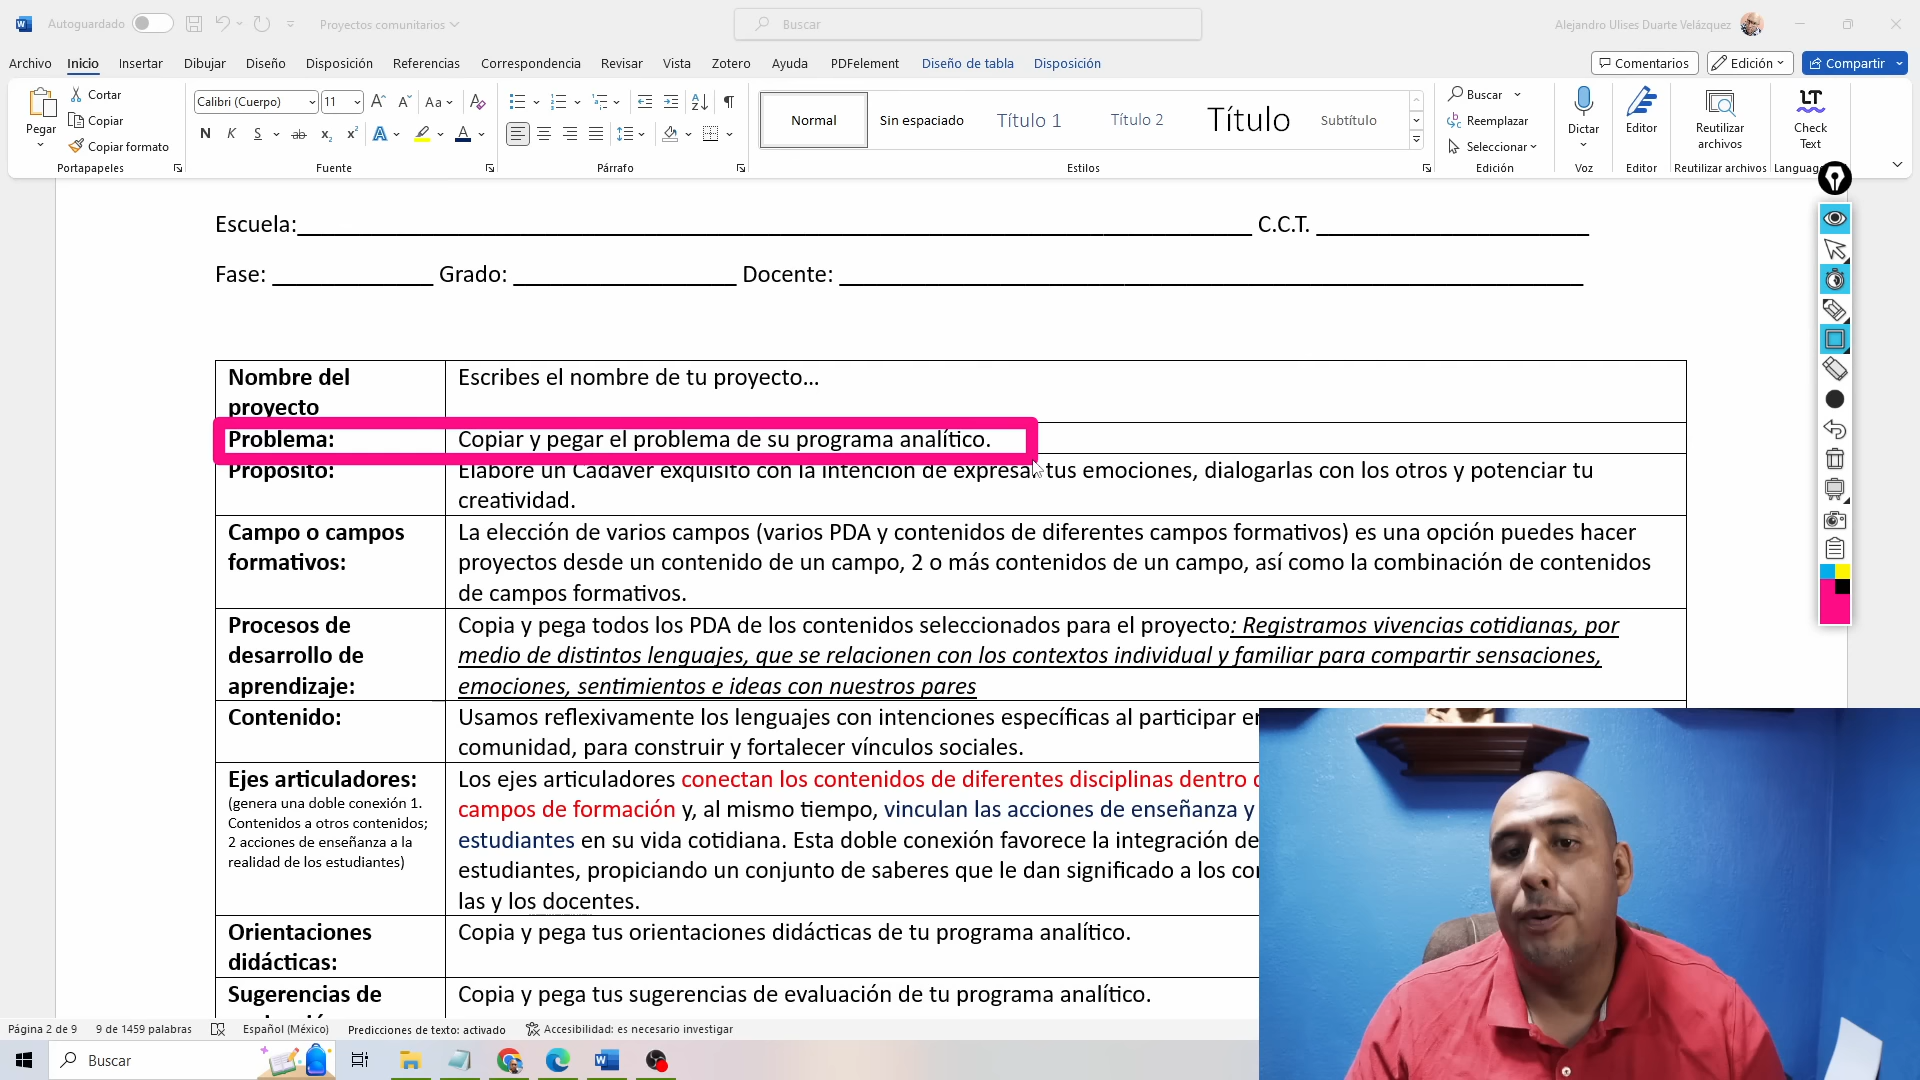 Autoguardado
Proyectos comunitarios
Buscar
Alejandro Ulises Duarte Velázquez
Archivo Inicio Insertar Dibujar Diseño Disposición Referencias Correspondencia Revisar Vista Zotero Ayuda PDFelement Diseño de tabla Disposición
Comentarios Edición Compartir
Pegar
Cortar
Copiar
Copiar formato
Portapapeles
Calibri (Cuerpo) 11
Aa
N K S ab x₂ x² A A
Fuente
Párrafo
Normal Sin espaciado Título 1 Título 2 Título Subtítulo
Estilos
Buscar
Reemplazar
Seleccionar
Edición
Dictar
Voz
Editor
Editor
Reutilizar
archivos
Reutilizar archivos
LT
Check
Text
Escuela: C.C.T.
Fase: Grado: Docente:
Nombre del
proyecto
Escribes el nombre de tu proyecto...
Problema:
Copiar y pegar el problema de su programa analítico.
Propósito:
Elabore un Cadáver exquisito con la intención de expresar tus emociones, dialogarlas con los otros y potenciar tu
creatividad.
Campo o campos
formativos:
La elección de varios campos (varios PDA y contenidos de diferentes campos formativos) es una opción puedes hacer
proyectos desde un contenido de un campo, 2 o más contenidos de un campo, así como la combinación de contenidos
de campos formativos.
Procesos de
desarrollo de
aprendizaje:
Copia y pega todos los PDA de los contenidos seleccionados para el proyecto: Registramos vivencias cotidianas, por
medio de distintos lenguajes, que se relacionen con los contextos individual y familiar para compartir sensaciones,
emociones, sentimientos e ideas con nuestros pares
Contenido:
Usamos reflexivamente los lenguajes con intenciones específicas al participar
comunidad, para construir y fortalecer vínculos sociales.
Ejes articuladores:
(genera una doble conexión 1.
Contenidos a otros contenidos;
2 acciones de enseñanza a la
realidad de los estudiantes)
Los ejes articuladores conectan los contenidos de diferentes disciplinas dentro
campos de formación y, al mismo tiempo, vinculan las acciones de enseñanza y
estudiantes en su vida cotidiana. Esta doble conexión favorece la integración de
estudiantes, propiciando un conjunto de saberes que le dan significado a los
las y los docentes.
Orientaciones
didácticas:
Copia y pega tus orientaciones didácticas de tu programa analítico.
Sugerencias de
Copia y pega tus sugerencias de evaluación de tu programa analítico.
Página 2 de 9 9 de 1459 palabras Español (México) Predicciones de texto: activado Accesibilidad: es necesario investigar
Buscar